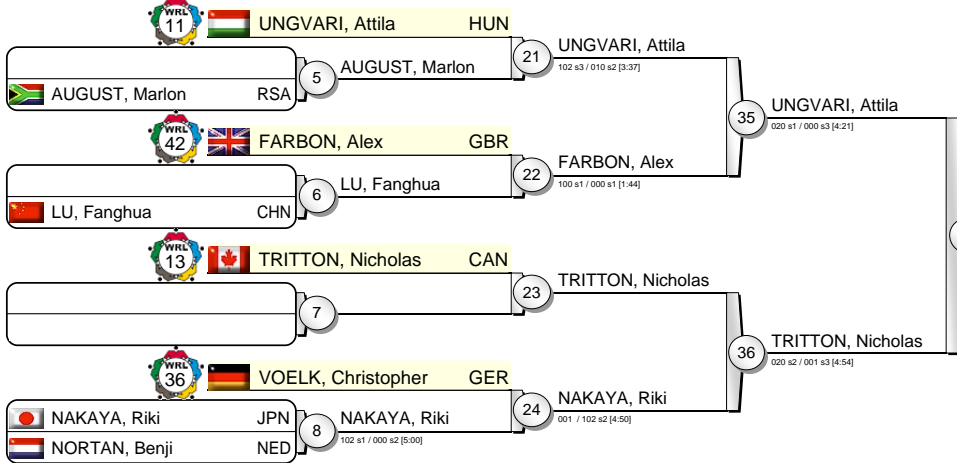 WRL
11
UNGVARI, Attila HUN
21
UNGVARI, Attila
102 s3 / 010 s2 [3:37]
5
AUGUST, Marlon
AUGUST, Marlon RSA
35
UNGVARI, Attila
020 s1 / 000 s3 [4:21]
WRL
42
FARBON, Alex GBR
22
FARBON, Alex
100 s1 / 000 s1 [1:44]
6
LU, Fanghua
LU, Fanghua CHN
WRL
13
TRITTON, Nicholas CAN
23
TRITTON, Nicholas
7
36
TRITTON, Nicholas
020 s2 / 001 s3 [4:54]
WRL
36
VOELK, Christopher GER
24
NAKAYA, Riki
001 / 102 s2 [4:50]
NAKAYA, Riki JPN
8
NAKAYA, Riki
102 s1 / 000 s2 [5:00]
NORTAN, Benji NED